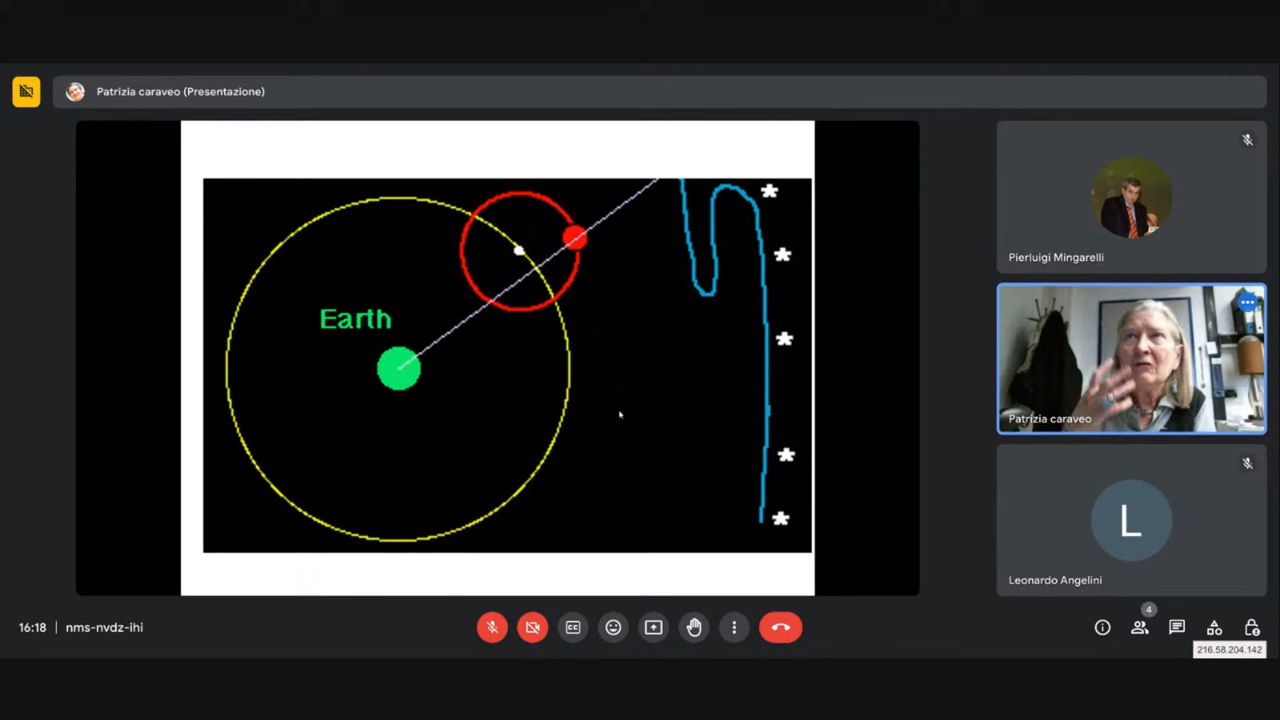 Patrizia caraveo (Presentazione)
Earth
*
*
*
*
*
Pierluigi Mingarelli
Patrizia caraveo
L
Leonardo Angelini
16:18 | nms-nvdz-ihi
CC
4
216.58.204.142